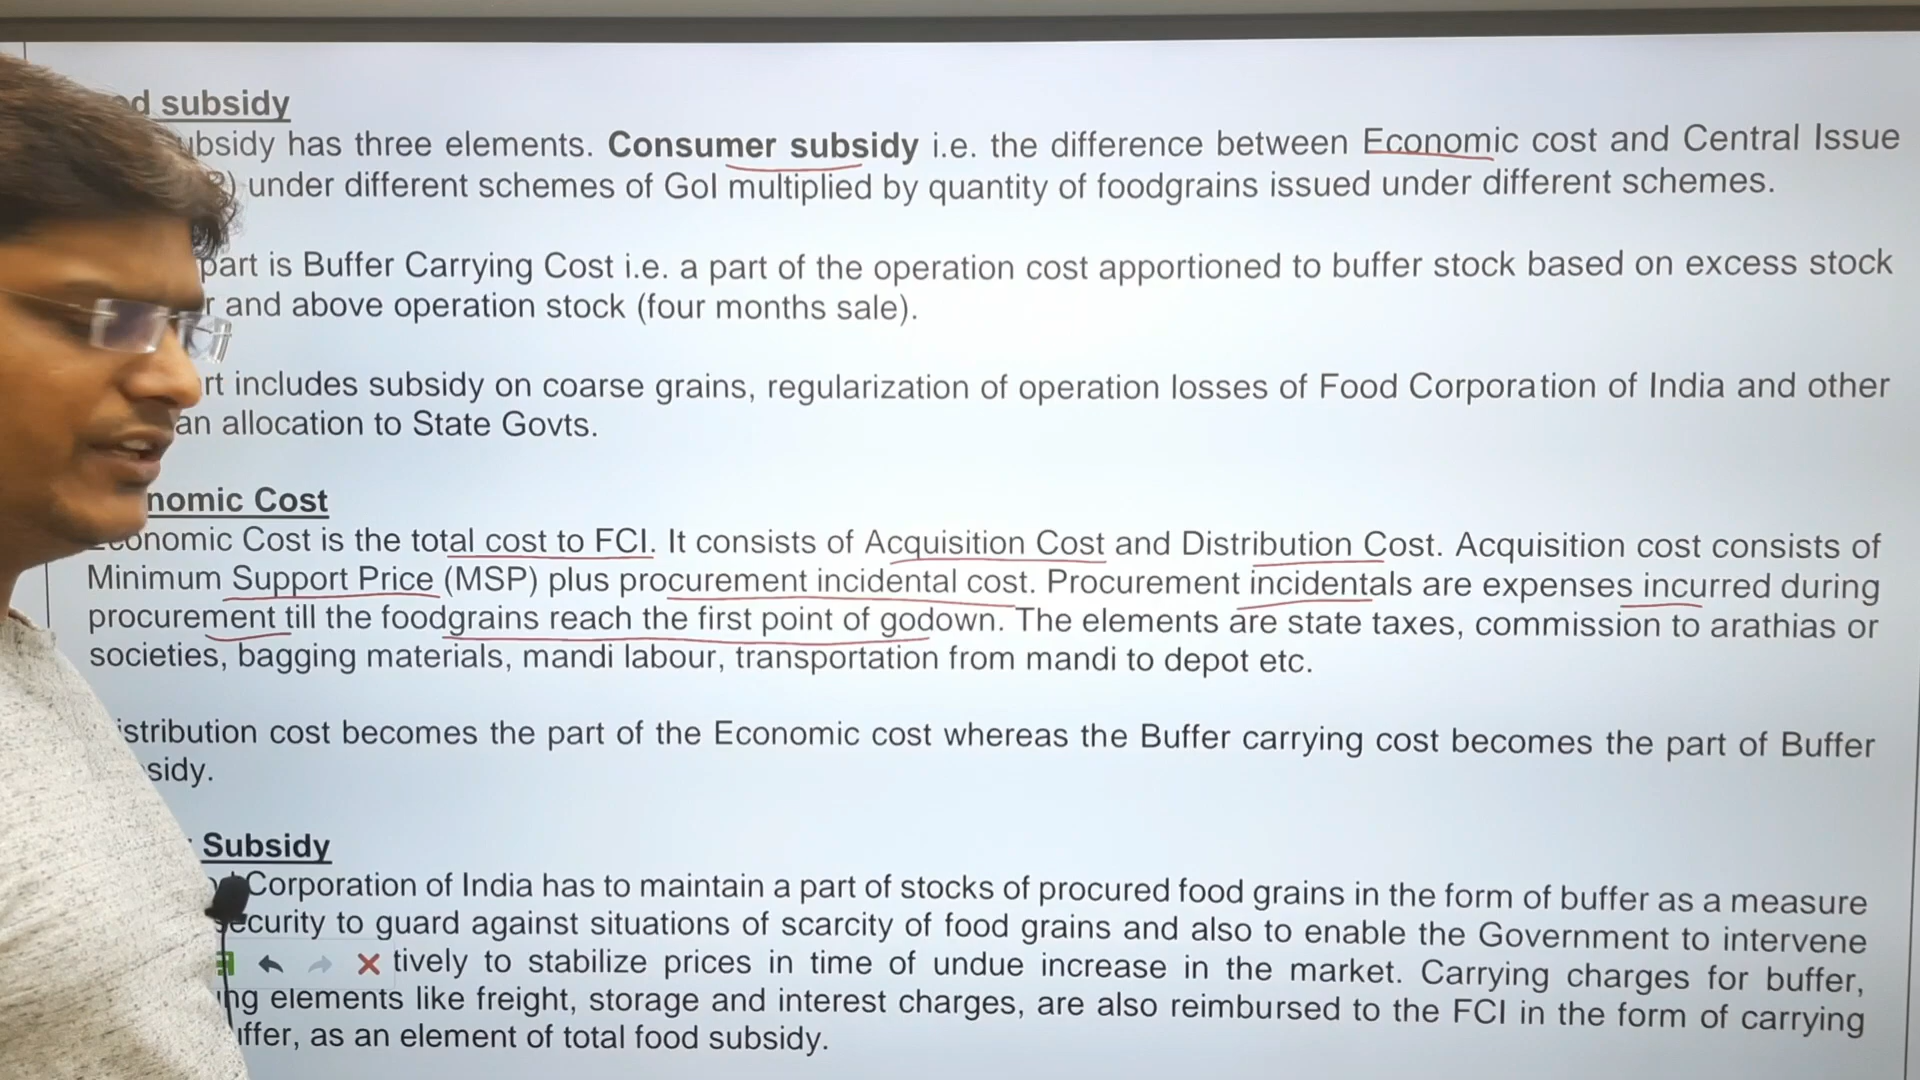 d subsidy
ubsidy has three elements. Consumer subsidy i.e. the difference between Economic cost and Central Issue
) under different schemes of GoI multiplied by quantity of foodgrains issued under different schemes.
part is Buffer Carrying Cost i.e. a part of the operation cost apportioned to buffer stock based on excess stock
r and above operation stock (four months sale).
rt includes subsidy on coarse grains, regularization of operation losses of Food Corporation of India and other
an allocation to State Govts.
nomic Cost
conomic Cost is the total cost to FCI. It consists of Acquisition Cost and Distribution Cost. Acquisition cost consists of
Minimum Support Price (MSP) plus procurement incidental cost. Procurement incidentals are expenses incurred during
procurement till the foodgrains reach the first point of godown. The elements are state taxes, commission to arathias or
societies, bagging materials, mandi labour, transportation from mandi to depot etc.
istribution cost becomes the part of the Economic cost whereas the Buffer carrying cost becomes the part of Buffer
sidy.
Subsidy
Corporation of India has to maintain a part of stocks of procured food grains in the form of buffer as a measure
ecurity to guard against situations of scarcity of food grains and also to enable the Government to intervene
tively to stabilize prices in time of undue increase in the market. Carrying charges for buffer,
ng elements like freight, storage and interest charges, are also reimbursed to the FCI in the form of carrying
uffer, as an element of total food subsidy.